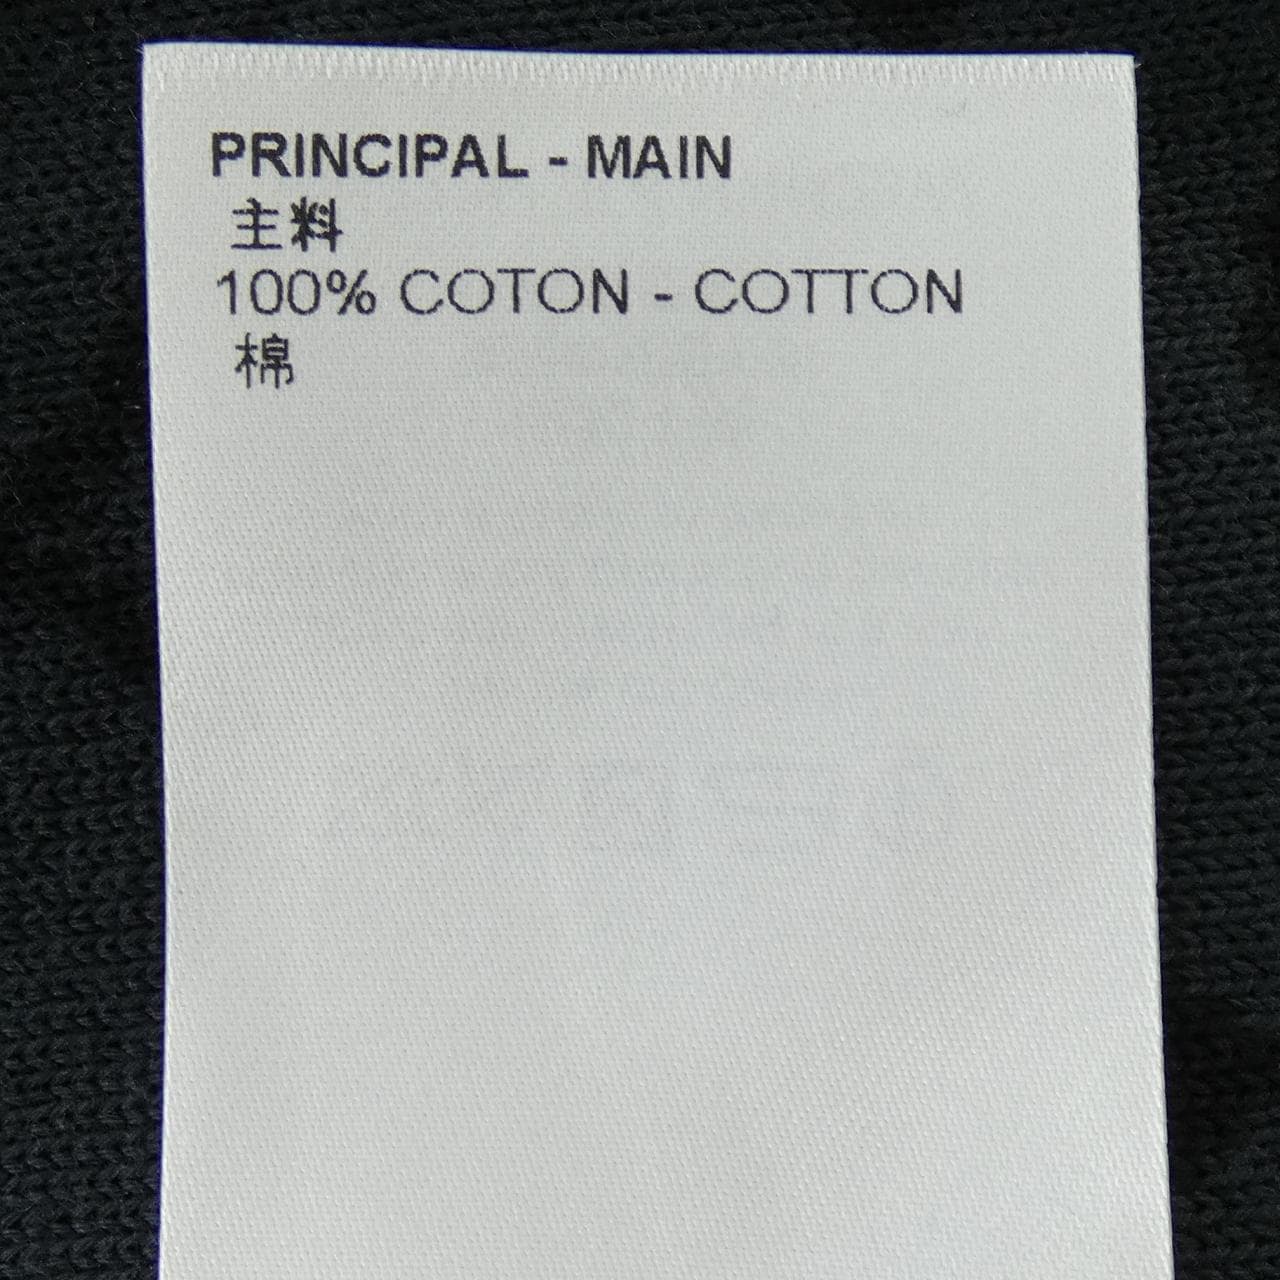 PRINCIPAL - MAIN
主料
100% COTON - COTTON
棉